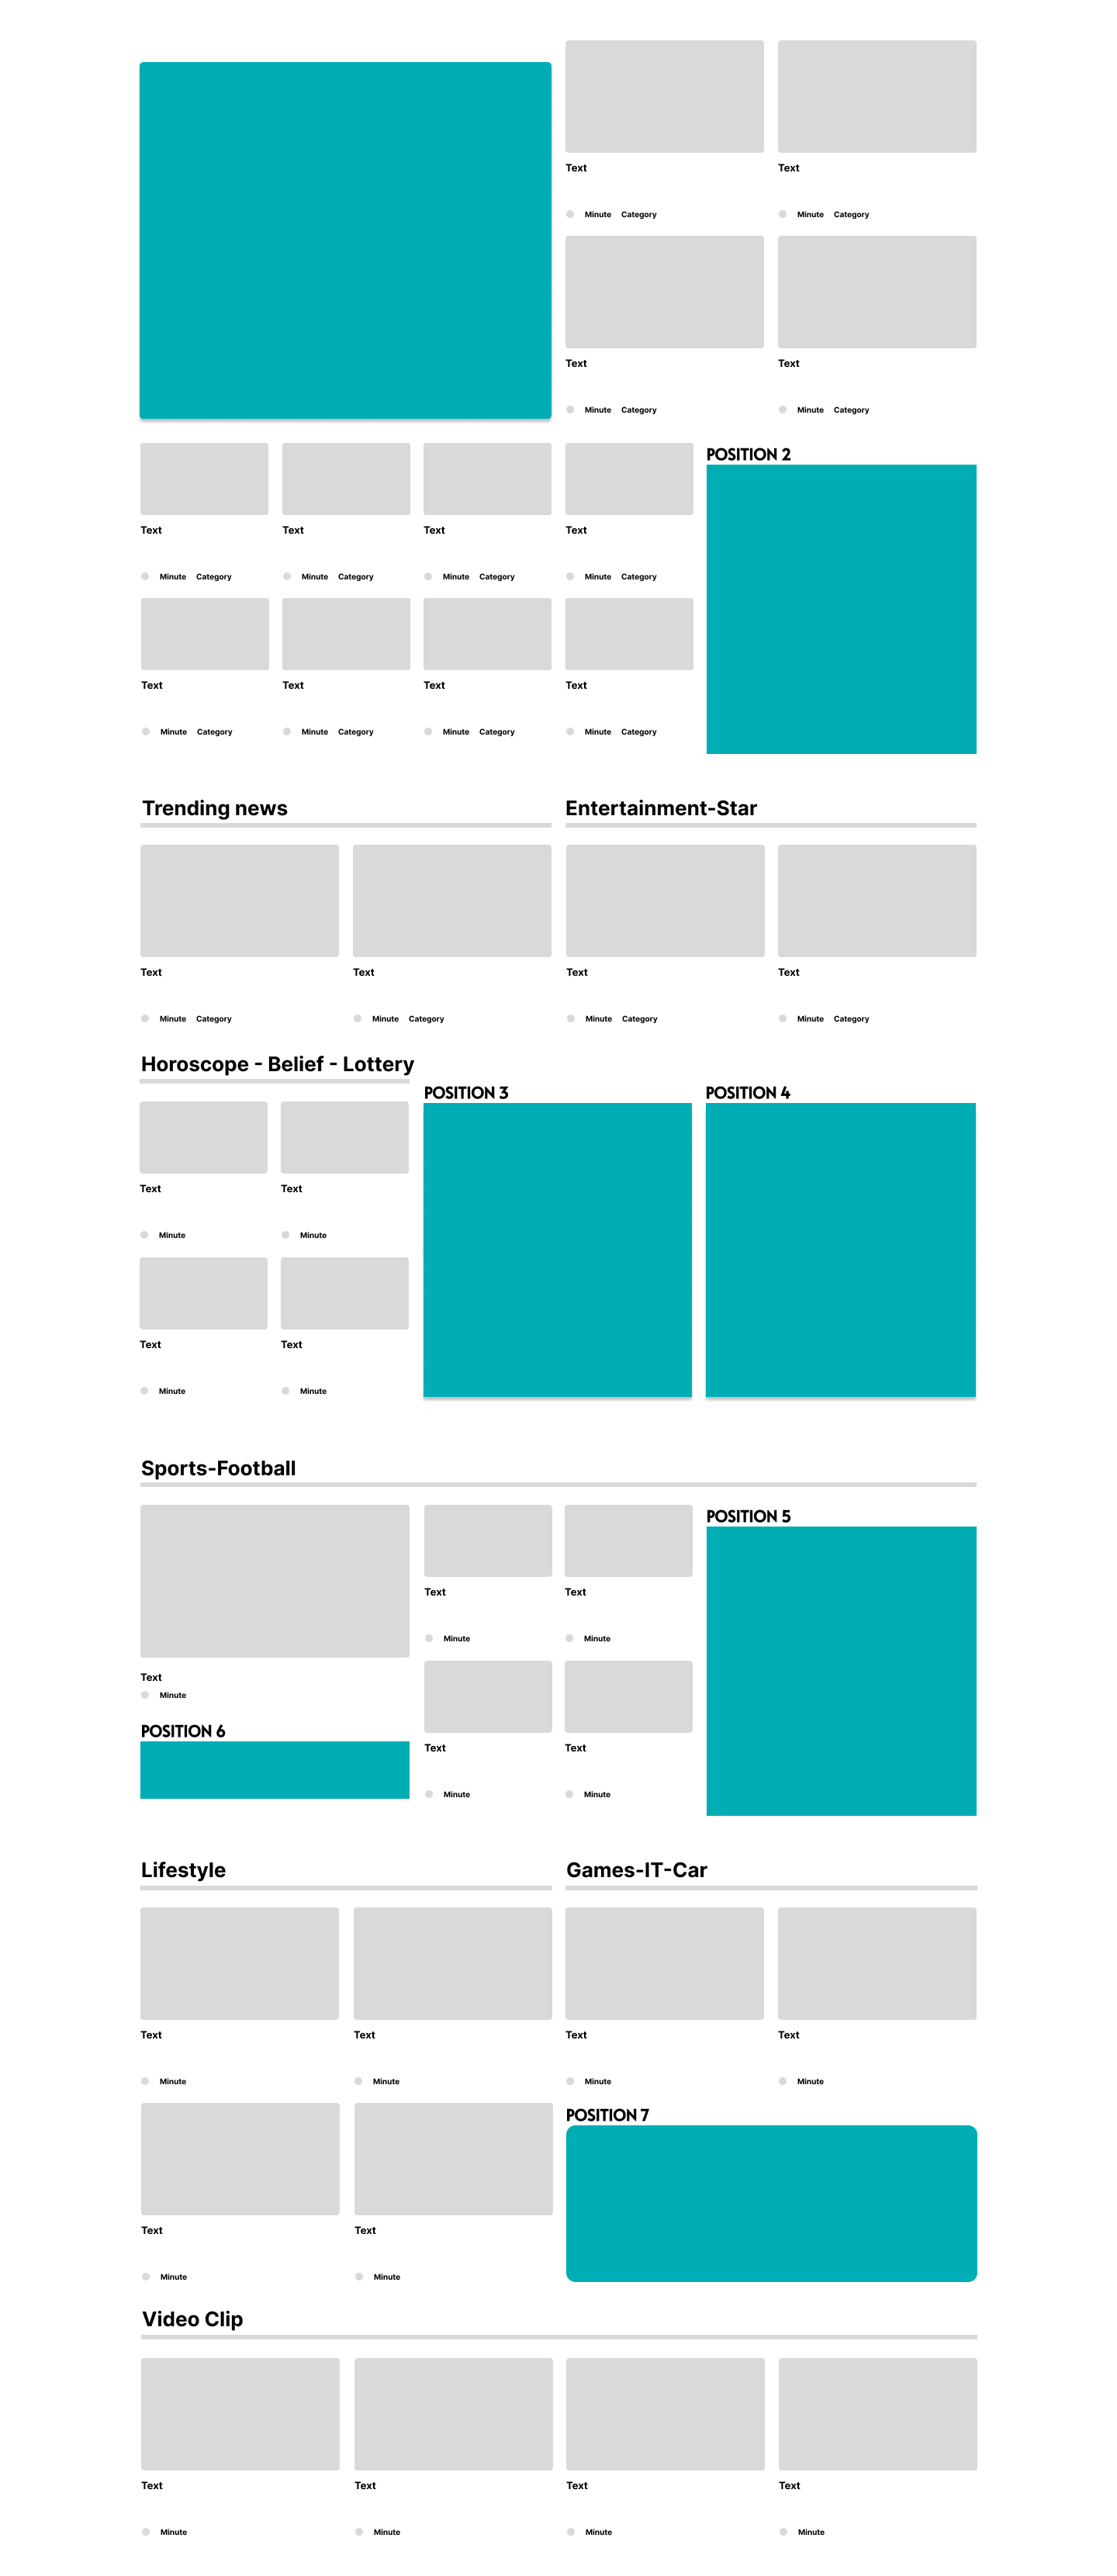 Text Text
Minute Category Minute Category
Text Text
Minute Category Minute Category
POSITION 2
Text Text Text Text
Minute Category Minute Category Minute Category Minute Category
Text Text Text Text
Minute Category Minute Category Minute Category Minute Category
Trending news Entertainment-Star
Text Text Text Text
Minute Category Minute Category Minute Category Minute Category
Horoscope - Belief - Lottery
POSITION 3 POSITION 4
Text Text
Minute Minute
Text Text
Minute Minute
Sports-Football
POSITION 5
Text Text
Minute Minute
Text
Minute
POSITION 6
Text Text
Minute Minute
Lifestyle Games-IT-Car
Text Text Text Text
Minute Minute Minute Minute
POSITION 7
Text Text
Minute Minute
Video Clip
Text Text Text Text
Minute Minute Minute Minute